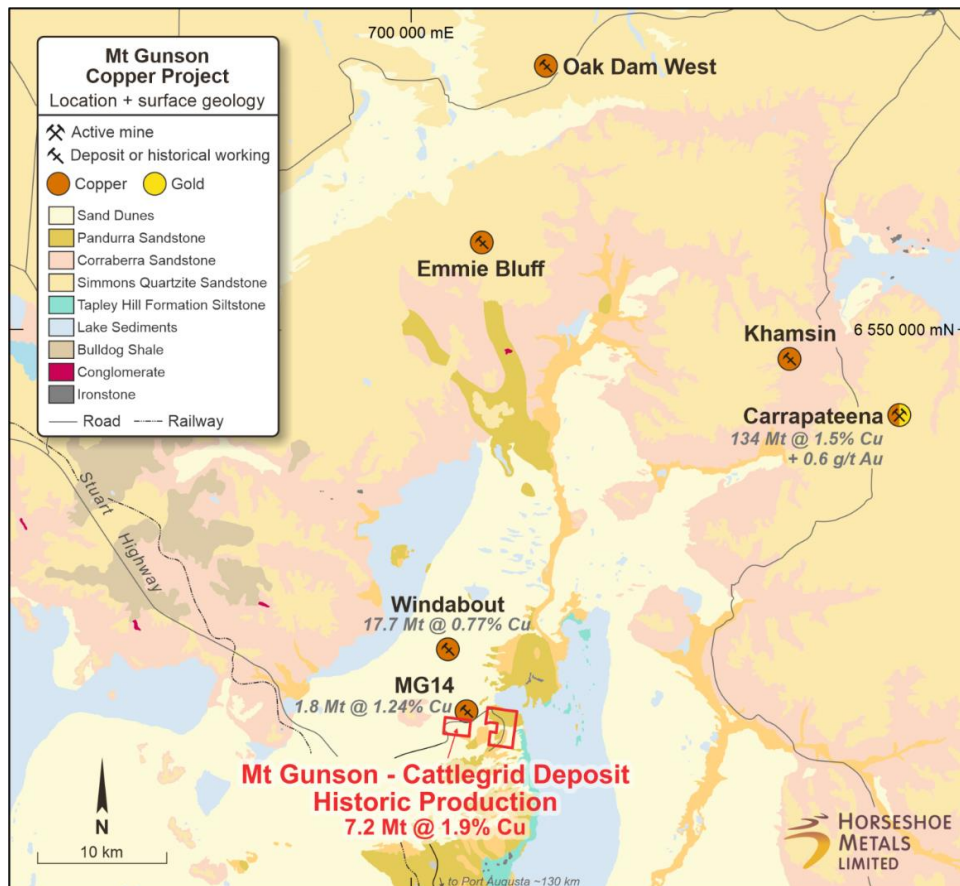 Mt Gunson
Copper Project
Location + surface geology
Active mine
Deposit or historical working
Copper Gold
Sand Dunes
Pandurra Sandstone
Corraberra Sandstone
Simmons Quartzite Sandstone
Tapley Hill Formation Siltstone
Lake Sediments
Bulldog Shale
Conglomerate
Ironstone
Road Railway
700 000 mE
Oak Dam West
Emmie Bluff
6 550 000 mN
Khamsin
Carrapateena
134 Mt @ 1.5% Cu
+ 0.6 g/t Au
Stuart
Highway
Windabout
17.7 Mt @ 0.77% Cu
MG14
1.8 Mt @ 1.24% Cu
Mt Gunson - Cattlegrid Deposit
Historic Production
7.2 Mt @ 1.9% Cu
N
10 km
to Port Augusta ~130 km
HORSESHOE
METALS
LIMITED